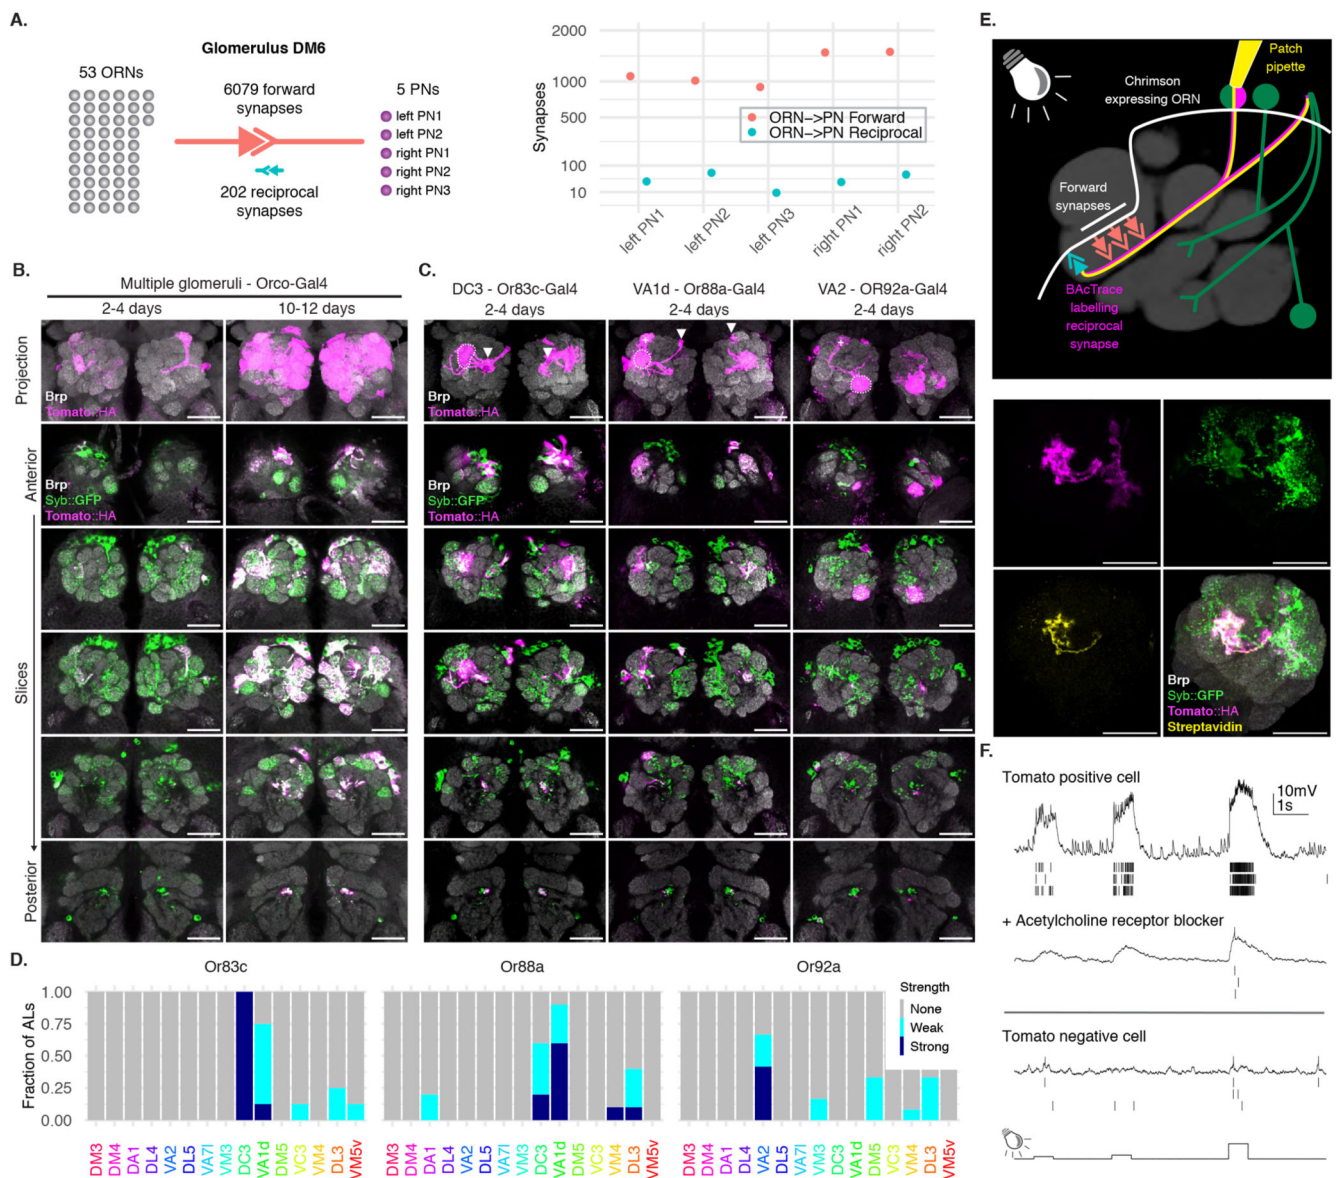 A.
Glomerulus DM6
53 ORNs
6079 forward
synapses
202 reciprocal
synapses
5 PNs
left PN1
left PN2
right PN1
right PN2
right PN3
Synapses
2000
1000
500
100
10
ORN–>PN Forward
ORN–>PN Reciprocal
left PN1
left PN2
left PN3
right PN1
right PN2
B.
Multiple glomeruli - Orco-Gal4
2-4 days
10-12 days
Projection
Anterior
Slices
Posterior
Brp
Tomato::HA
Brp
Syb::GFP
Tomato::HA
C.
DC3 - Or83c-Gal4
2-4 days
VA1d - Or88a-Gal4
2-4 days
VA2 - OR92a-Gal4
2-4 days
Brp
Tomato::HA
Brp
Syb::GFP
Tomato::HA
D.
Fraction of ALs
1.00
0.75
0.50
0.25
0.00
Or83c
DM3 DM4 DA1 DL4 VA2 DL5 VA7l VM3 DC3 VA1d DM5 VC3 VM4 DL3 VM5v
Or88a
DM3 DM4 DA1 DL4 VA2 DL5 VA7l VM3 DC3 VA1d DM5 VC3 VM4 DL3 VM5v
Or92a
DM3 DM4 DA1 DL4 VA2 DL5 VA7l VM3 DC3 VA1d DM5 VC3 VM4 DL3 VM5v
Strength
None
Weak
Strong
E.
Patch
pipette
Chrimson
expressing ORN
Forward
synapses
BAcTrace
labelling
reciprocal
synapse
Brp
Syb::GFP
Tomato::HA
Streptavidin
F.
Tomato positive cell
10mV
1s
+ Acetylcholine receptor blocker
Tomato negative cell